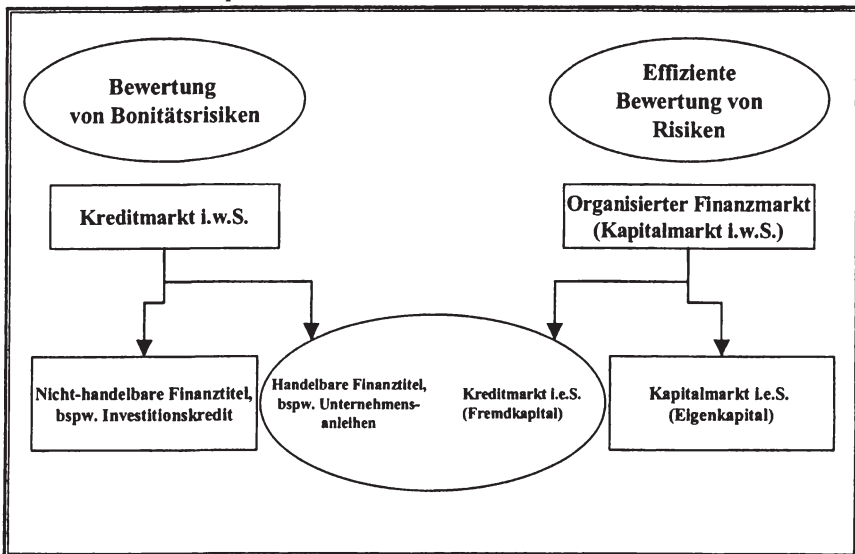 Bewertung
von Bonitätsrisiken
Effiziente
Bewertung von
Risiken
Kreditmarkt i.w.S.
Organisierter Finanzmarkt
(Kapitalmarkt i.w.S.)
Nicht-handelbare Finanztitel,
bspw. Investitionskredit
Handelbare Finanztitel,
bspw. Unternehmens-
anleihen
Kreditmarkt i.e.S.
(Fremdkapital)
Kapitalmarkt i.e.S.
(Eigenkapital)